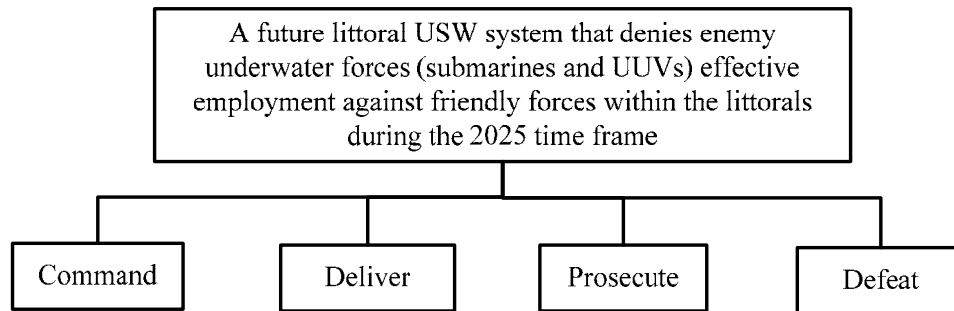 A future littoral USW system that denies enemy
underwater forces (submarines and UUVs) effective
employment against friendly forces within the littorals
during the 2025 time frame
Command
Deliver
Prosecute
Defeat